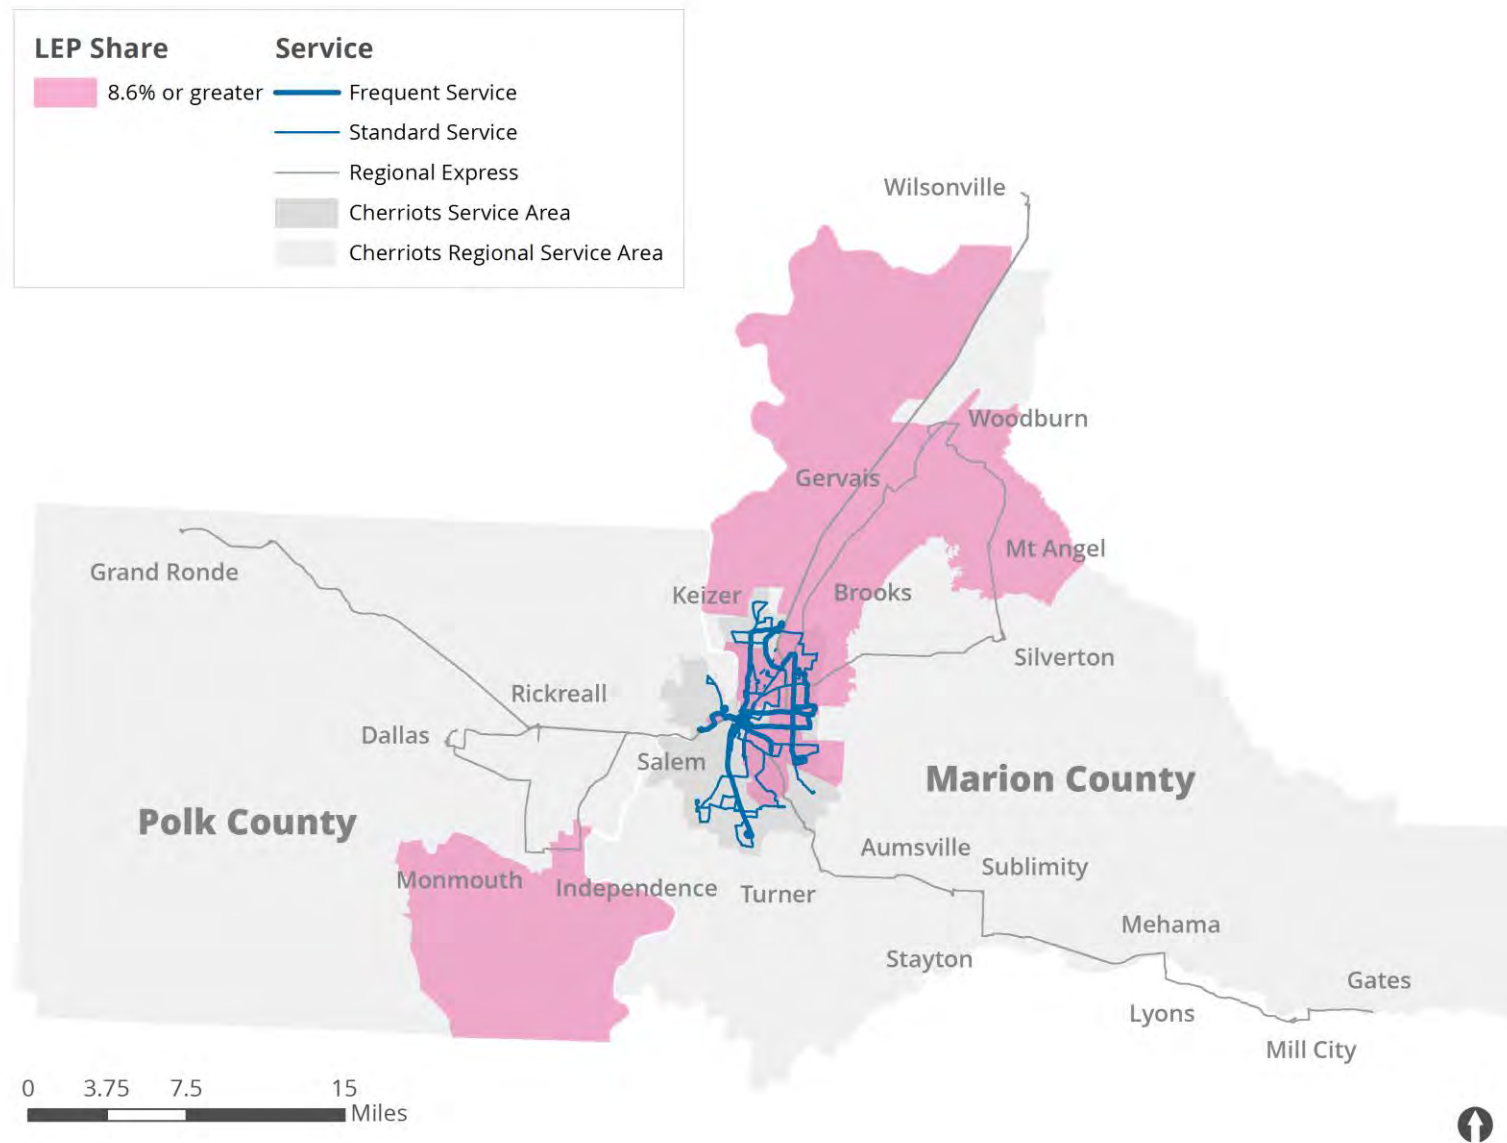 LEP Share
8.6% or greater
Service
Frequent Service
Standard Service
Regional Express
Cherriots Service Area
Cherriots Regional Service Area
Wilsonville
Woodburn
Gervais
Mt Angel
Grand Ronde
Keizer
Brooks
Silverton
Rickreall
Dallas
Salem
Marion County
Polk County
Aumsville
Sublimity
Monmouth
Independence
Turner
Mehama
Stayton
Gates
Lyons
Mill City
0 3.75 7.5 15
Miles